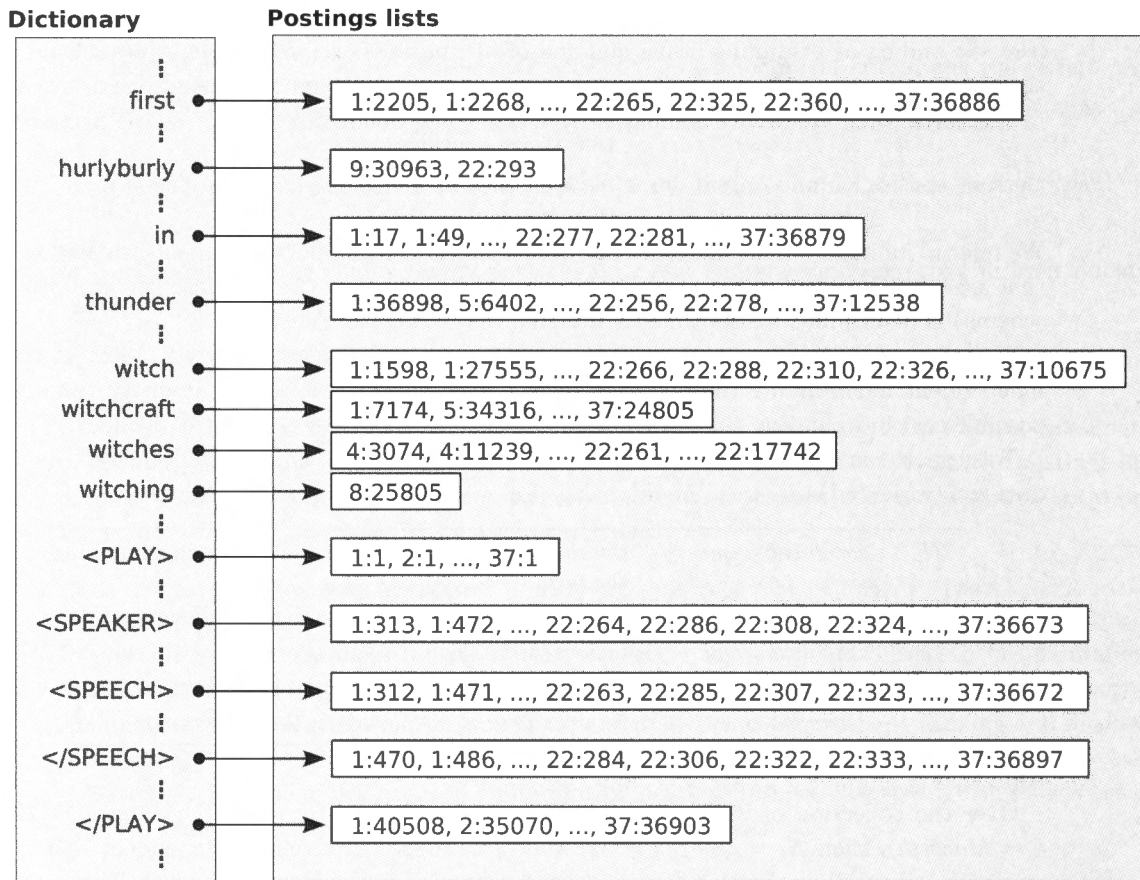 Dictionary Postings lists
first 1:2205, 1:2268, ..., 22:265, 22:325, 22:360, ..., 37:36886
hurlyburly 9:30963, 22:293
in 1:17, 1:49, ..., 22:277, 22:281, ..., 37:36879
thunder 1:36898, 5:6402, ..., 22:256, 22:278, ..., 37:12538
witch 1:1598, 1:27555, ..., 22:266, 22:288, 22:310, 22:326, ..., 37:10675
witchcraft 1:7174, 5:34316, ..., 37:24805
witches 4:3074, 4:11239, ..., 22:261, ..., 22:17742
witching 8:25805
<PLAY> 1:1, 2:1, ..., 37:1
<SPEAKER> 1:313, 1:472, ..., 22:264, 22:286, 22:308, 22:324, ..., 37:36673
<SPEECH> 1:312, 1:471, ..., 22:263, 22:285, 22:307, 22:323, ..., 37:36672
</SPEECH> 1:470, 1:486, ..., 22:284, 22:306, 22:322, 22:333, ..., 37:36897
</PLAY> 1:40508, 2:35070, ..., 37:36903